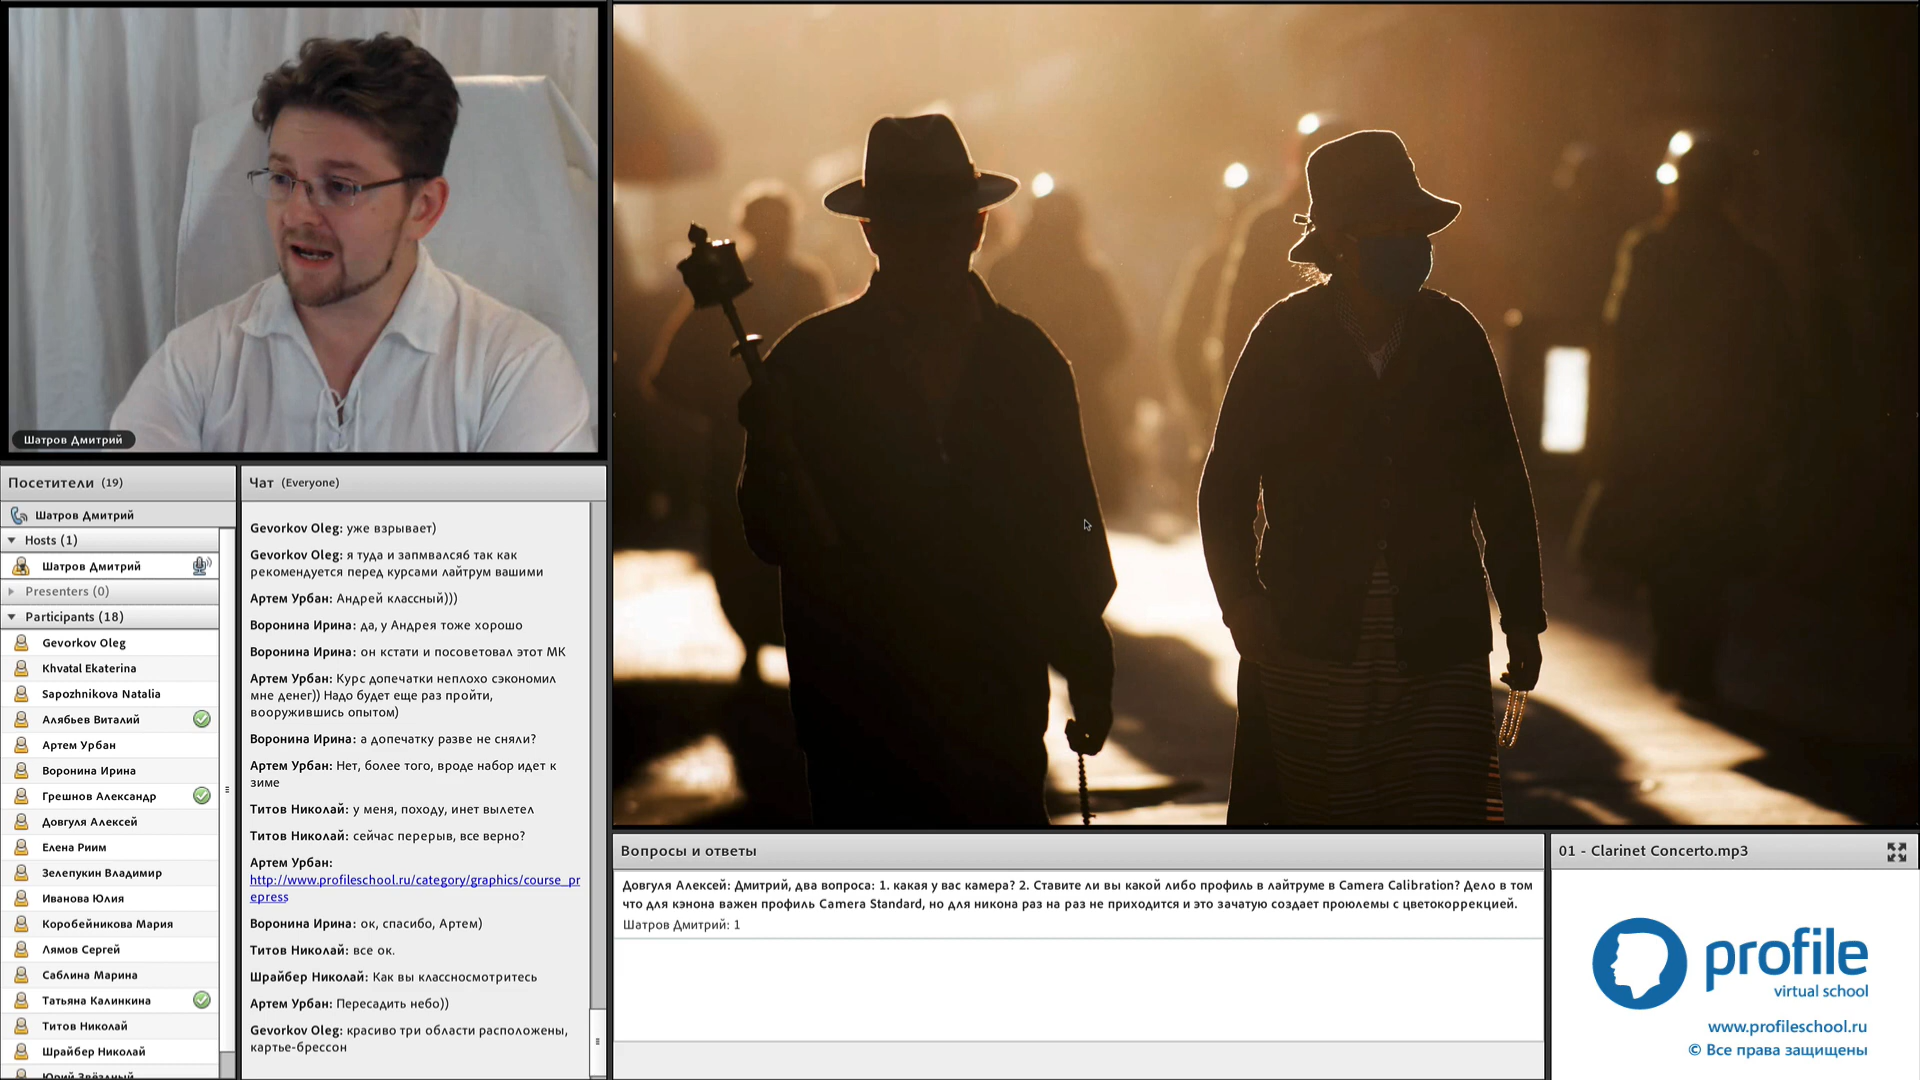 Шатров Дмитрий
Посетители (19)
Шатров Дмитрий
Hosts (1)
Шатров Дмитрий
Presenters (0)
Participants (18)
Gevorkov Oleg
Khvatal Ekaterina
Sapozhnikova Natalia
Алябьев Виталий
Артем Урбан
Воронина Ирина
Грешнов Александр
Довгуля Алексей
Елена Риим
Зелепукин Владимир
Иванова Юлия
Коробейникова Мария
Лямов Сергей
Саблина Марина
Татьяна Калинкина
Титов Николай
Шрайбер Николай
Юрий Звёздный
Чат (Everyone)
Gevorkov Oleg: уже взрывает)
Gevorkov Oleg: я туда и запмвалсяб так как
рекомендуется перед курсами лайтрум вашими
Артем Урбан: Андрей классный)))
Воронина Ирина: да, у Андрея тоже хорошо
Воронина Ирина: он кстати и посоветовал этот МК
Артем Урбан: Курс допечатки неплохо сэкономил
мне денег)) Надо будет еще раз пройти,
вооружившись опытом)
Воронина Ирина: а допечатку разве не сняли?
Артем Урбан: Нет, более того, вроде набор идет к
зиме
Титов Николай: у меня, походу, инет вылетел
Титов Николай: сейчас перерыв, все верно?
Артем Урбан:
http://www.profileschool.ru/category/graphics/course_pr
epress
Воронина Ирина: ок, спасибо, Артем)
Титов Николай: все ок.
Шрайбер Николай: Как вы классносмотритесь
Артем Урбан: Пересадить небо))
Gevorkov Oleg: красиво три области расположены,
картье-брессон
Вопросы и ответы
Довгуля Алексей: Дмитрий, два вопроса: 1. какая у вас камера? 2. Ставите ли вы какой либо профиль в лайтруме в Camera Calibration? Дело в том
что для кэнона важен профиль Camera Standard, но для никона раз на раз не приходится и это зачатую создает проюлемы с цветокоррекцией.
Шатров Дмитрий: 1
01 - Clarinet Concerto.mp3
profile
virtual school
www.profileschool.ru
© Все права защищены